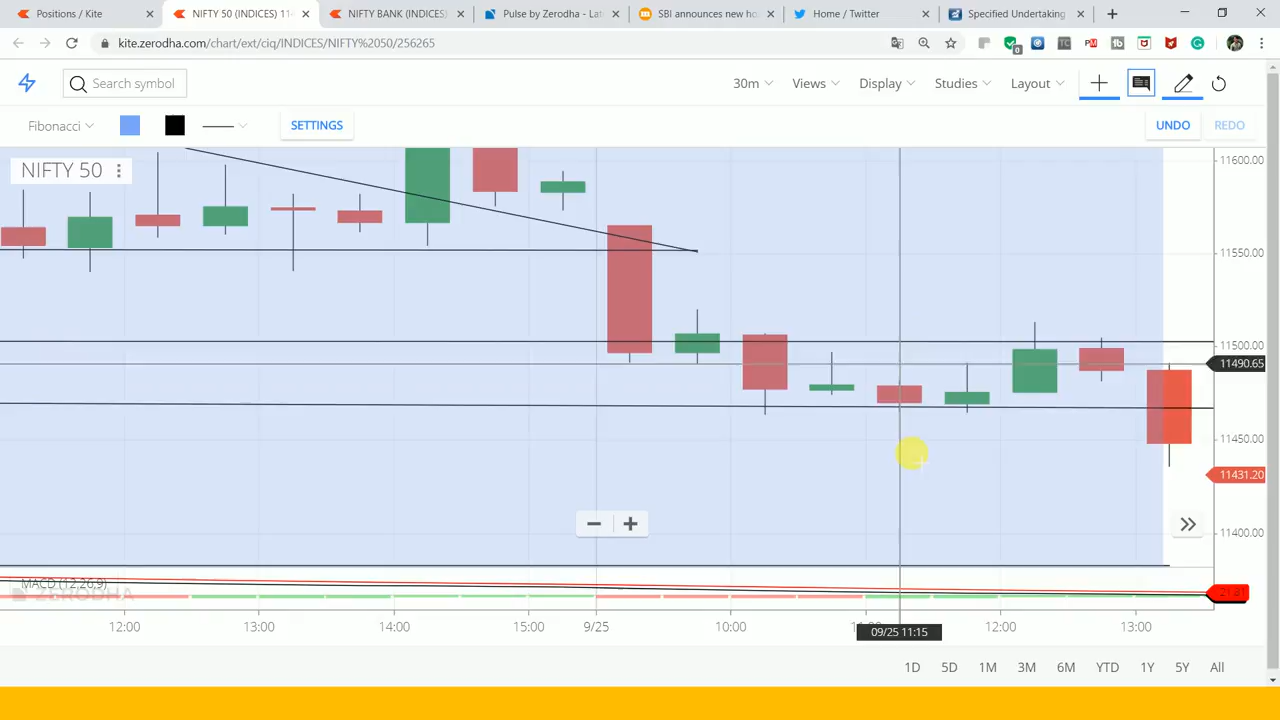 Positions / Kite
NIFTY 50 (INDICES) 11
NIFTY BANK (INDICES)
Pulse by Zerodha - Lat
SBI announces new ho
Home / Twitter
Specified Undertaking
kite.zerodha.com/chart/ext/ciq/INDICES/NIFTY%2050/256265
Search symbol
30m
Views
Display
Studies
Layout
Fibonacci
SETTINGS
UNDO
REDO
NIFTY 50
11600.00
11550.00
11500.00
11490.65
11450.00
11431.20
11400.00
MACD (12,26,9)
ZERODHA
21.81
12:00
13:00
14:00
15:00
9/25
10:00
09/25 11:15
12:00
13:00
1D
5D
1M
3M
6M
YTD
1Y
5Y
All